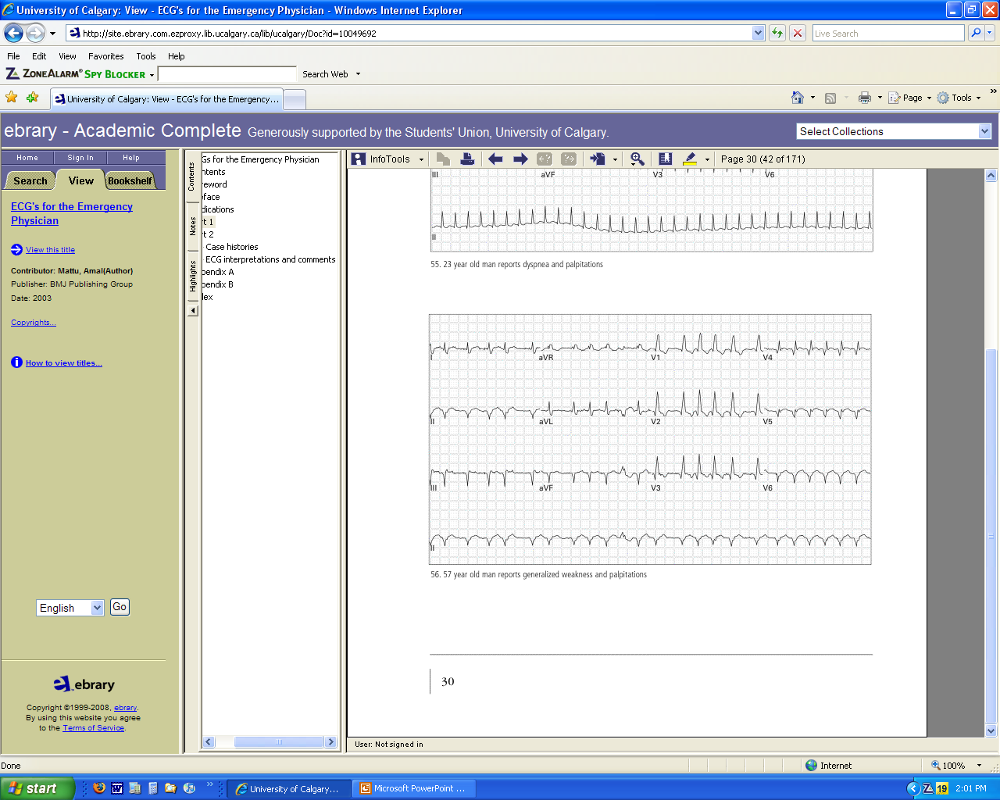 University of Calgary: View - ECG's for the Emergency Physician - Windows Internet Explorer
http://site.ebrary.com.ezproxy.lib.ucalgary.ca/lib/ucalgary/Doc?id=10049692
Live Search
File Edit View Favorites Tools Help
ZONEALARM® SPY BLOCKER
Search Web
University of Calgary: View - ECG's for the Emergency...
Page Tools
ebrary - Academic Complete Generously supported by the Students' Union, University of Calgary.
Select Collections
Home Sign In Help
Search View Bookshelf
ECG's for the Emergency
Physician
View this title
Contributor: Mattu, Amal(Author)
Publisher: BMJ Publishing Group
Date: 2003
Copyrights...
How to view titles...
English Go
ebrary
Copyright ©1999-2008, ebrary.
By using this website you agree
to the Terms of Service.
Contents
Notes
Highlights
Gs for the Emergency Physician
ntents
reword
eface
dications
rt 1
rt 2
Case histories
ECG interpretations and comments
pendix A
pendix B
dex
InfoTools
Page 30 (42 of 171)
III aVF V3 V6
II
55. 23 year old man reports dyspnea and palpitations
I aVR V1 V4
II aVL V2 V5
III aVF V3 V6
II
56. 57 year old man reports generalized weakness and palpitations
30
User: Not signed in
Done
Internet
100%
start
University of Calgary...
Microsoft PowerPoint ...
19
2:01 PM